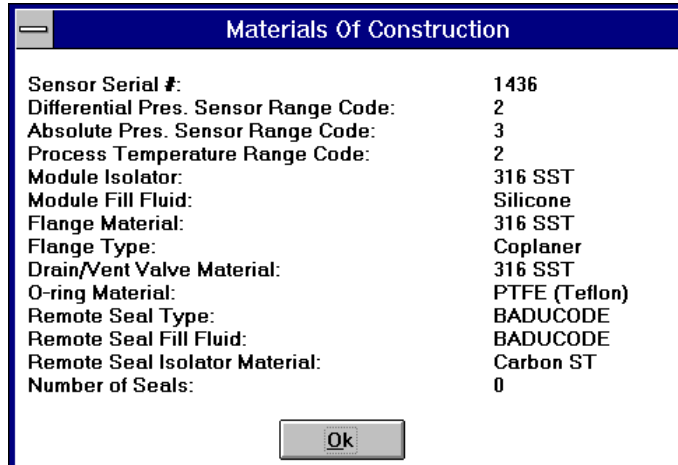 Materials Of Construction
Sensor Serial #: 1436
Differential Pres. Sensor Range Code: 2
Absolute Pres. Sensor Range Code: 3
Process Temperature Range Code: 2
Module Isolator: 316 SST
Module Fill Fluid: Silicone
Flange Material: 316 SST
Flange Type: Coplaner
Drain/Vent Valve Material: 316 SST
O-ring Material: PTFE (Teflon)
Remote Seal Type: BADUCODE
Remote Seal Fill Fluid: BADUCODE
Remote Seal Isolator Material: Carbon ST
Number of Seals: 0
Ok